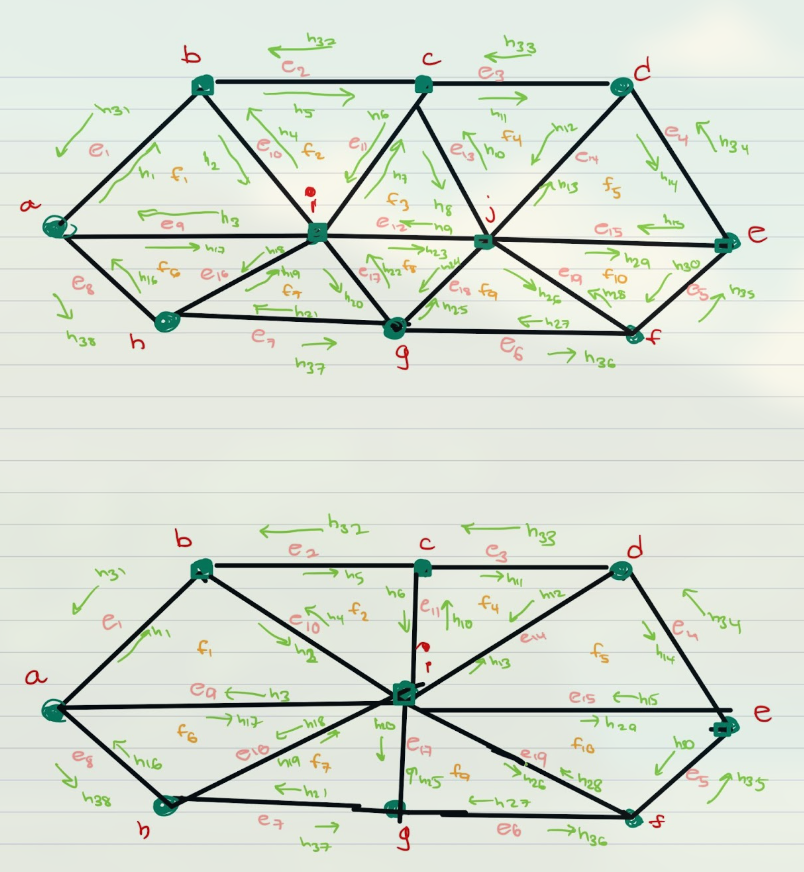 h32 h33
b c d
e2 e3
h31 h5 h11
h6 h12 h34
e1 h4 e11 e13 h10 f4 e4
e10 f2 e14
h1 f1 h2 h7 f3 h14
i h8 h13 f5
a h3 e12 j
e9 h9 e15 h15 e
h17 h18 h23 h29
f6 e16 h19 e17 h22 f8 h24 e19 f10 h30
e8 h16 f7 h20 e18 f9 h26 h28 e5 h35
h21 h25
h38 h h27 f
e7 g e6
h37 h36
h32
b c h33 d
e2 e3
h31 h5 h11
e1 h6 e11 f4 h12 h34
h1 e10 h4 f2 h10 e14 e4
f1 h2 i h13 f5 h14
a e9 h3 e15 h15 e
h17 h18 h29
f6 e17 e19 f10
e8 h16 h19 f7 f9 h26 h28 e5 h35
h38 h21 h27
h e7 e6 f
h37 g h36